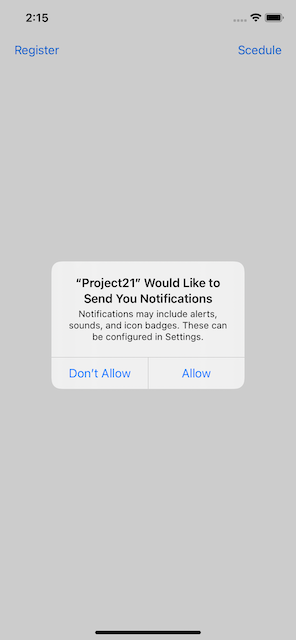 2:15
Register
Scedule
“Project21” Would Like to
Send You Notifications
Notifications may include alerts,
sounds, and icon badges. These can
be configured in Settings.
Don’t Allow
Allow